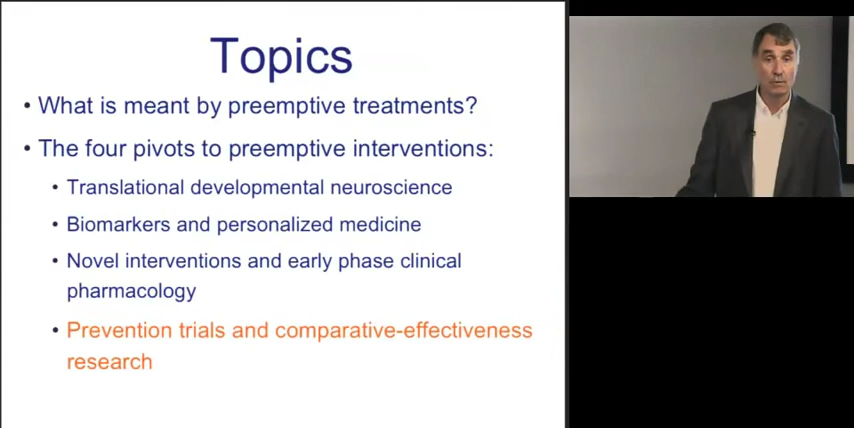 Topics
• What is meant by preemptive treatments?
• The four pivots to preemptive interventions:
• Translational developmental neuroscience
• Biomarkers and personalized medicine
• Novel interventions and early phase clinical
pharmacology
• Prevention trials and comparative-effectiveness
research